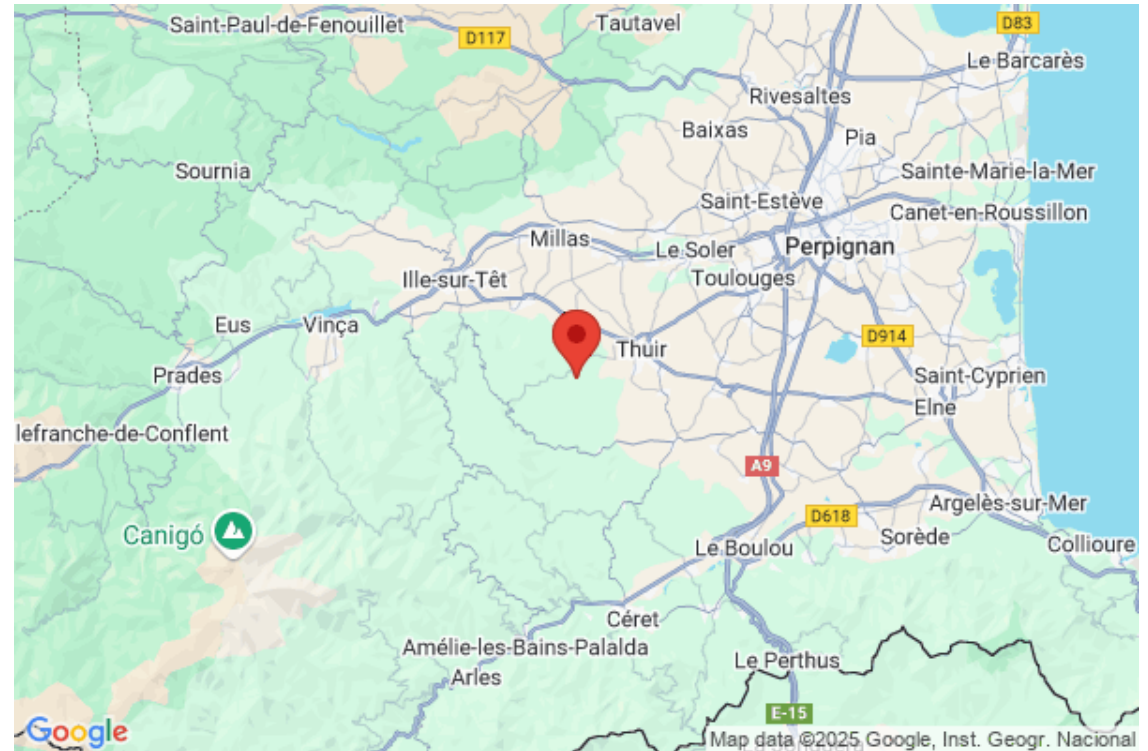 Saint-Paul-de-Fenouillet
Tautavel
D83
D117
Le Barcarès
Rivesaltes
Baixas
Pia
Sournia
Sainte-Marie-la-Mer
Saint-Estève
Canet-en-Roussillon
Millas
Le Soler
Perpignan
Ille-sur-Têt
Toulouges
Eus
Vinça
D914
Thuir
Prades
Saint-Cyprien
Elne
lefranche-de-Conflent
A9
Argelès-sur-Mer
D618
Canigó
Sorède
Le Boulou
Collioure
Céret
Amélie-les-Bains-Palalda
Le Perthus
Arles
E-15
Google
Map data ©2025 Google, Inst. Geogr. Nacional